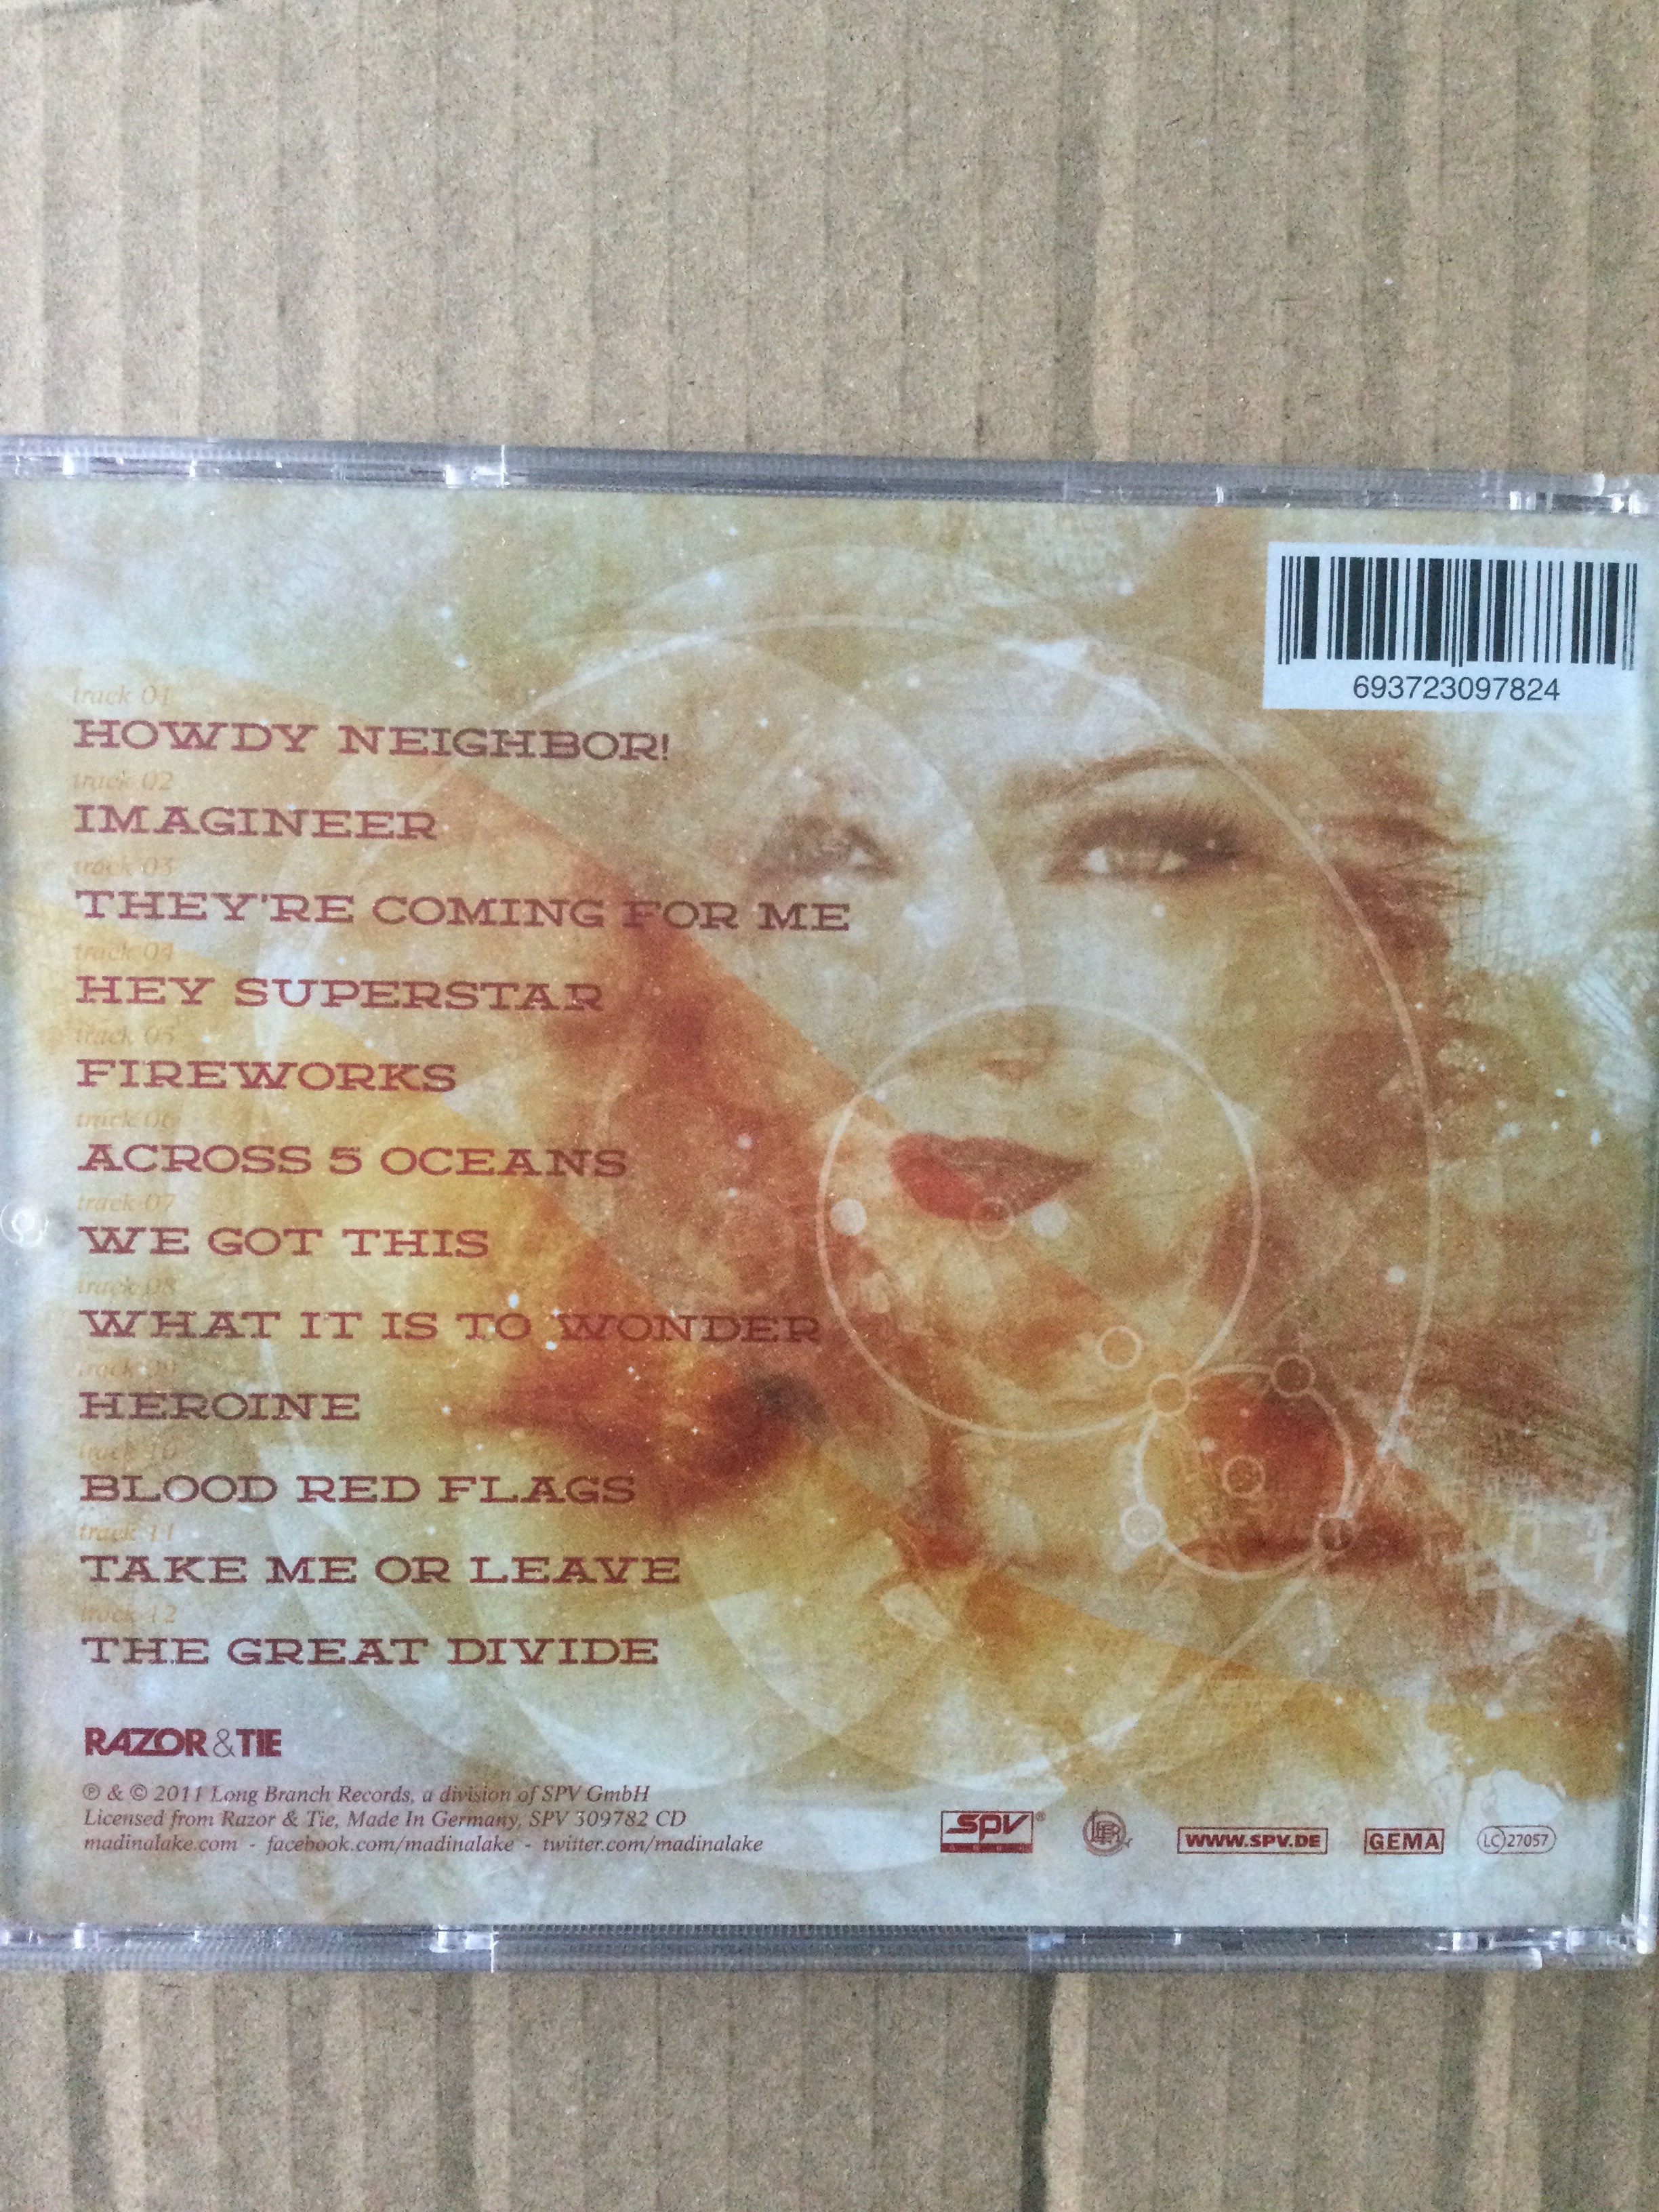 693723097824
track 01
HOWDY NEIGHBOR!
track 02
IMAGINEER
track 03
THEY'RE COMING FOR ME
track 04
HEY SUPERSTAR
track 05
FIREWORKS
track 06
ACROSS 5 OCEANS
track 07
WE GOT THIS
track 08
WHAT IT IS TO WONDER
track 09
HEROINE
track 10
BLOOD RED FLAGS
track 11
TAKE ME OR LEAVE
track 12
THE GREAT DIVIDE
RAZOR & TIE
℗ & © 2011 Long Branch Records, a division of SPV GmbH
Licensed from Razor & Tie, Made In Germany, SPV 309782 CD
madinalake.com - facebook.com/madinalake - twitter.com/madinalake
SPV®
LBR
WWW.SPV.DE
GEMA
LC 27057